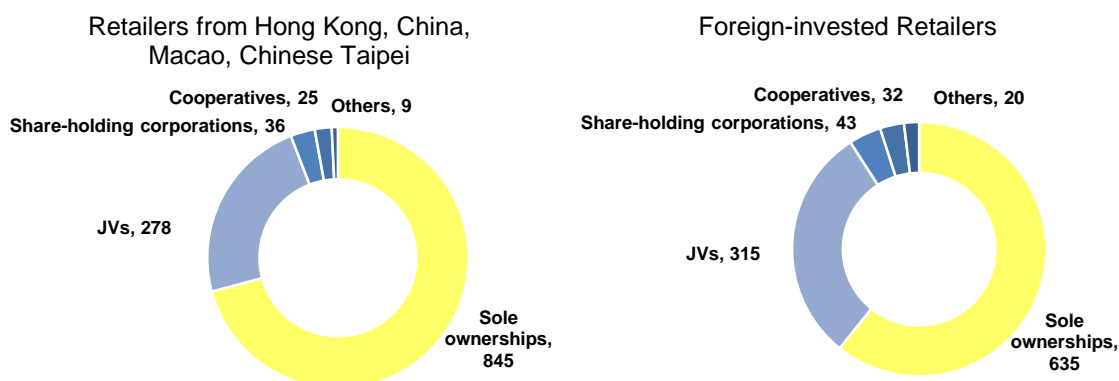 Retailers from Hong Kong, China,
Macao, Chinese Taipei
Cooperatives, 25
Others, 9
Share-holding corporations, 36
JVs, 278
Sole
ownerships,
845
Foreign-invested Retailers
Cooperatives, 32
Others, 20
Share-holding corporations, 43
JVs, 315
Sole
ownerships,
635